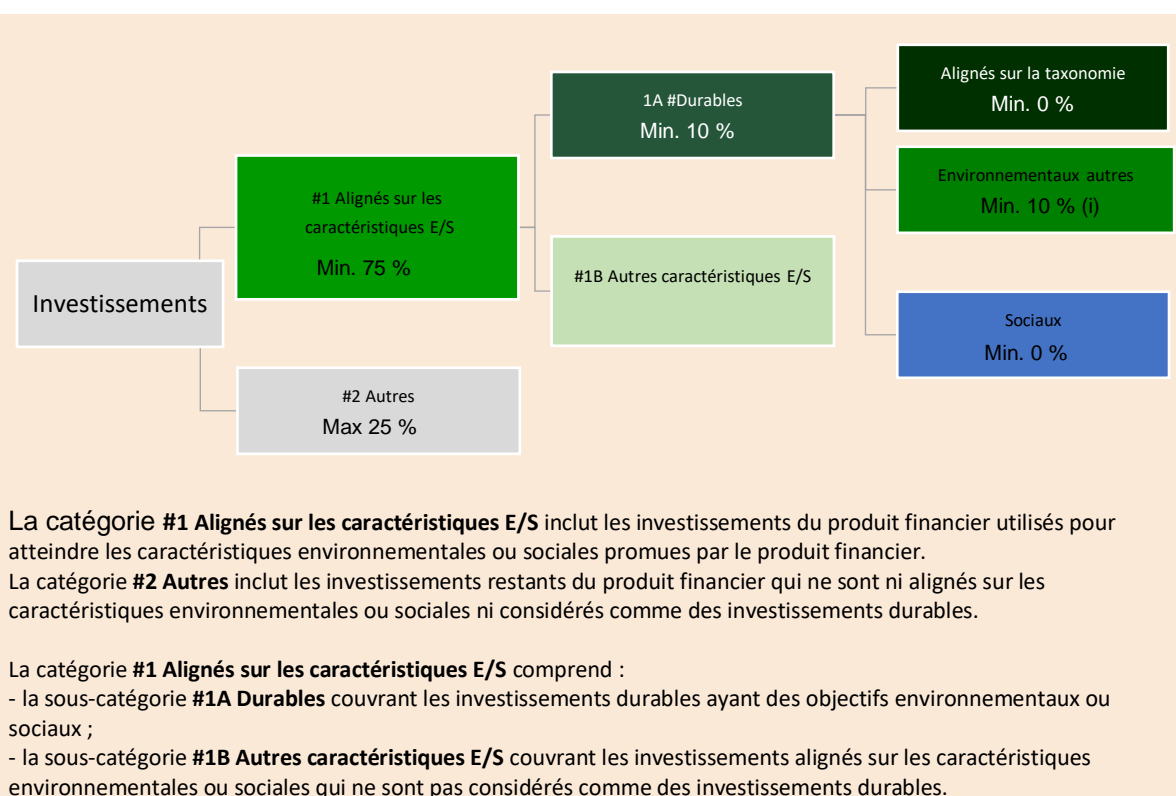 Investissements
#1 Alignés sur les
caractéristiques E/S
Min. 75 %
#2 Autres
Max 25 %
1A #Durables
Min. 10 %
#1B Autres caractéristiques E/S
Alignés sur la taxonomie
Min. 0 %
Environnementaux autres
Min. 10 % (i)
Sociaux
Min. 0 %
La catégorie #1 Alignés sur les caractéristiques E/S inclut les investissements du produit financier utilisés pour
atteindre les caractéristiques environnementales ou sociales promues par le produit financier.
La catégorie #2 Autres inclut les investissements restants du produit financier qui ne sont ni alignés sur les
caractéristiques environnementales ou sociales ni considérés comme des investissements durables.
La catégorie #1 Alignés sur les caractéristiques E/S comprend :
- la sous-catégorie #1A Durables couvrant les investissements durables ayant des objectifs environnementaux ou
sociaux ;
- la sous-catégorie #1B Autres caractéristiques E/S couvrant les investissements alignés sur les caractéristiques
environnementales ou sociales qui ne sont pas considérés comme des investissements durables.